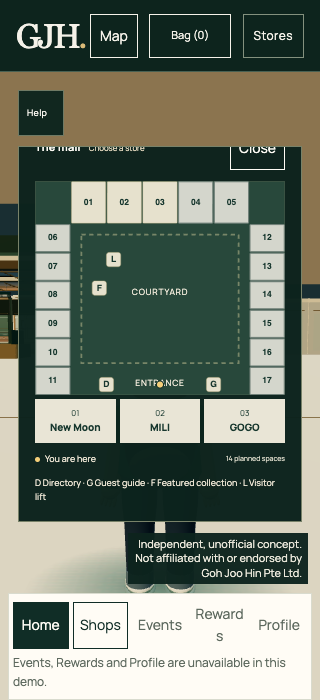 GJH.
Map
Bag (0)
Stores
Help
The mall Choose a store
Close
01 02 03 04 05
06 12
07 L 13
08 F COURTYARD 14
09 15
10 16
11 D ENTRANCE G 17
01 02 03
New Moon MILI GOGO
You are here 14 planned spaces
D Directory · G Guest guide · F Featured collection · L Visitor
lift
Independent, unofficial concept.
Not affiliated with or endorsed by
Goh Joo Hin Pte Ltd.
Home Shops Events Reward
s Profile
Events, Rewards and Profile are unavailable in this
demo.